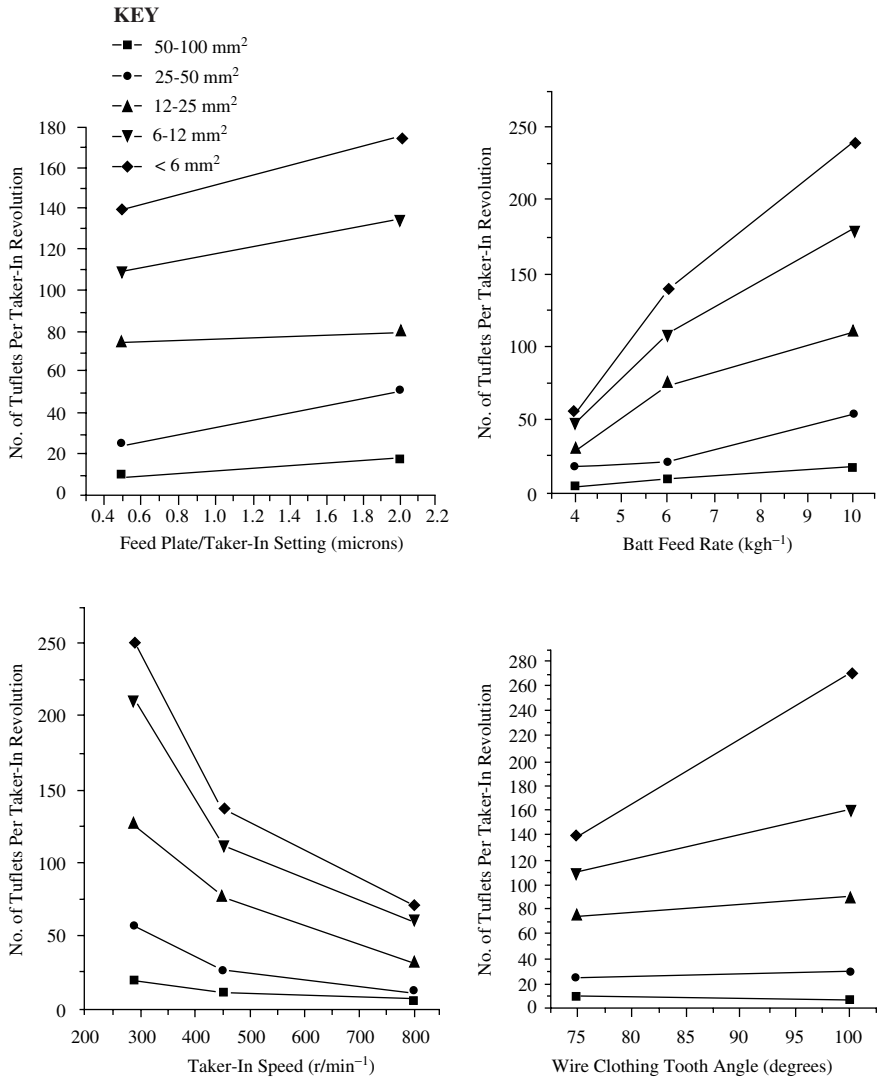 KEY
50-100 mm²
25-50 mm²
12-25 mm²
6-12 mm²
< 6 mm²
No. of Tuflets Per Taker-In Revolution
180
160
140
120
100
80
60
40
20
0
0.4 0.6 0.8 1.0 1.2 1.4 1.6 1.8 2.0 2.2
Feed Plate/Taker-In Setting (microns)
No. of Tuflets Per Taker-In Revolution
250
200
150
100
50
0
4 5 6 7 8 9 10
Batt Feed Rate (kgh⁻¹)
No. of Tuflets Per Taker-In Revolution
250
200
150
100
50
0
200 300 400 500 600 700 800
Taker-In Speed (r/min⁻¹)
No. of Tuflets Per Taker-In Revolution
280
260
240
220
200
180
160
140
120
100
80
60
40
20
0
75 80 85 90 95 100
Wire Clothing Tooth Angle (degrees)